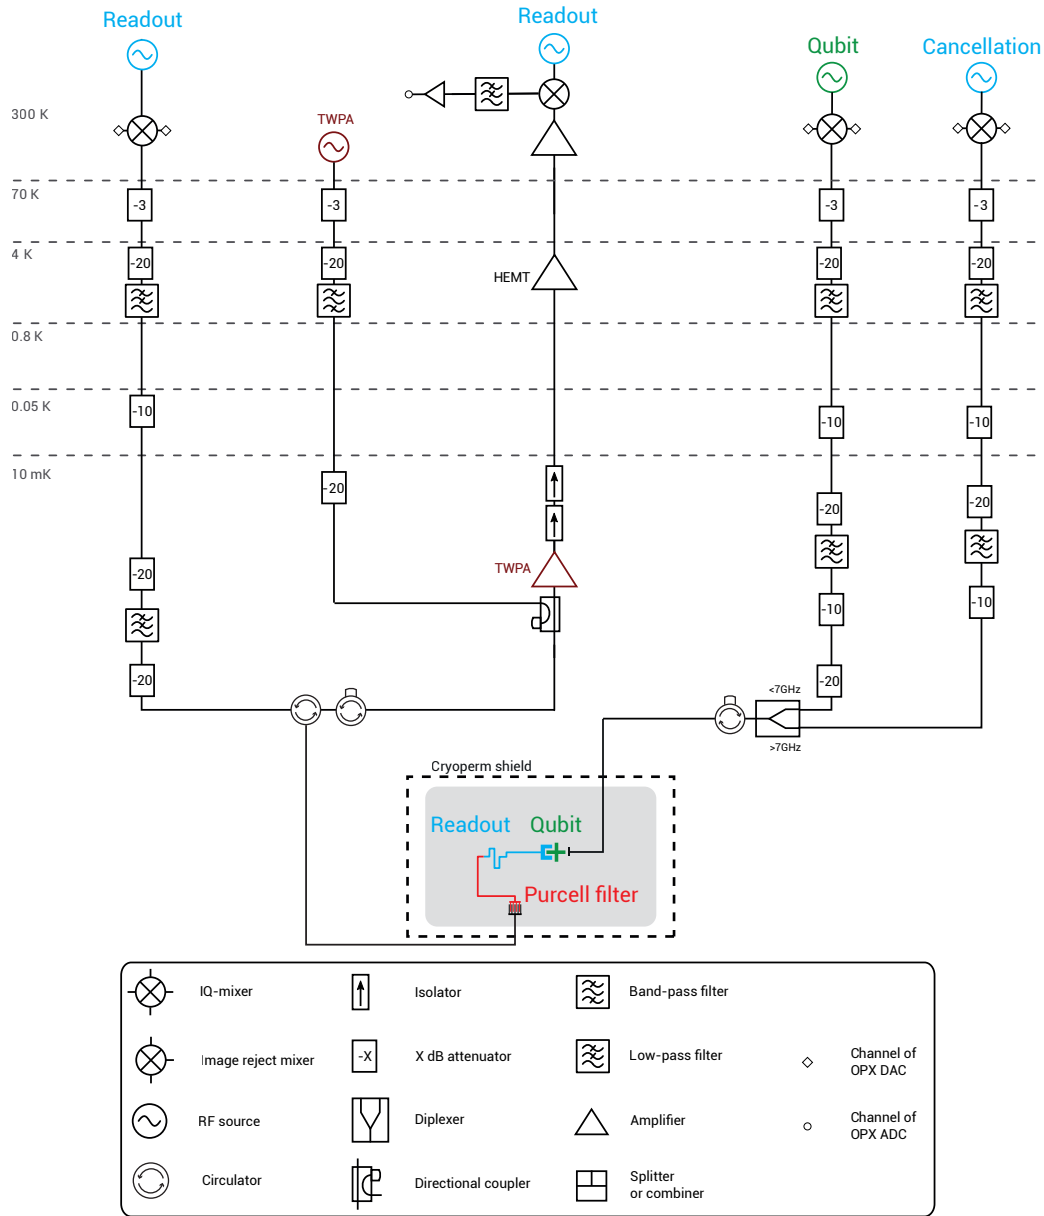 Readout
Readout
Qubit
Cancellation
300 K
TWPA
70 K
-3
-3
-3
-3
4 K
-20
-20
HEMT
-20
-20
0.8 K
0.05 K
-10
-10
-10
10 mK
-20
-20
-20
TWPA
-20
-10
-10
-20
-20
<7GHz
>7GHz
Cryoperm shield
Readout
Qubit
Purcell filter
IQ-mixer
Isolator
Band-pass filter
Image reject mixer
-X
X dB attenuator
Low-pass filter
Channel of
OPX DAC
RF source
Diplexer
Amplifier
Channel of
OPX ADC
Circulator
Directional coupler
Splitter
or combiner